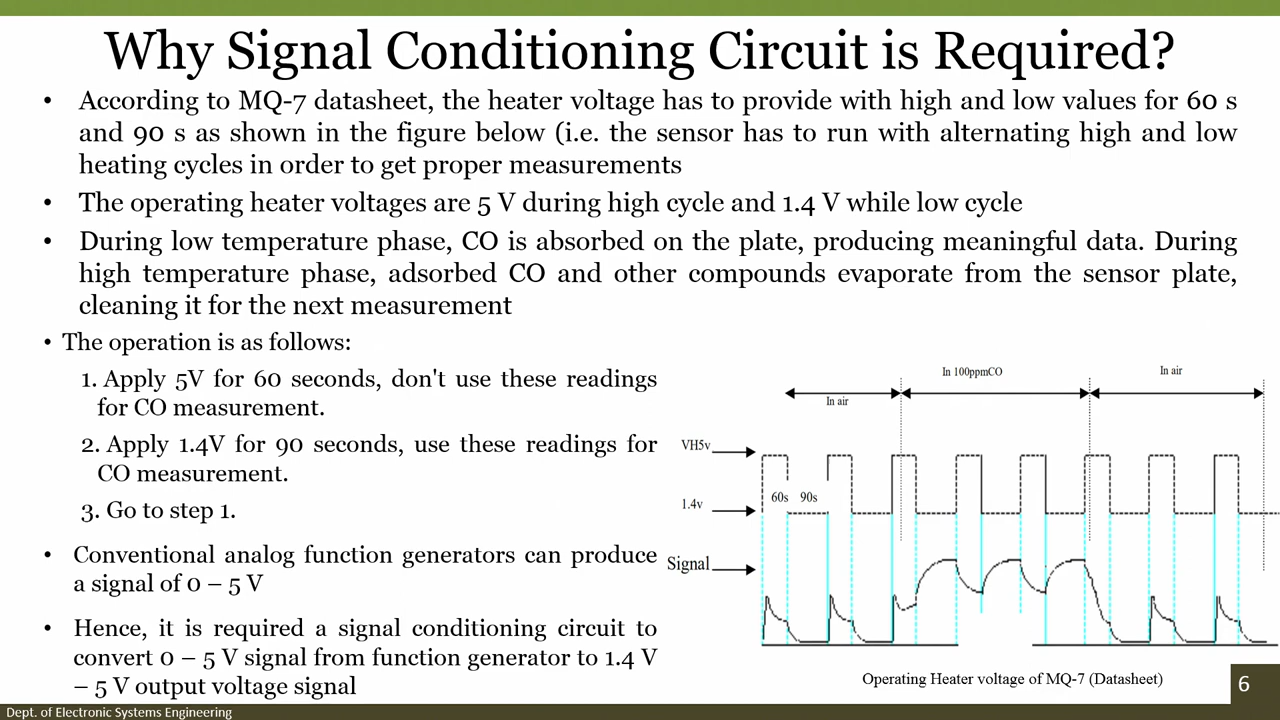 Why Signal Conditioning Circuit is Required?
• According to MQ-7 datasheet, the heater voltage has to provide with high and low values for 60 s
and 90 s as shown in the figure below (i.e. the sensor has to run with alternating high and low
heating cycles in order to get proper measurements
• The operating heater voltages are 5 V during high cycle and 1.4 V while low cycle
• During low temperature phase, CO is absorbed on the plate, producing meaningful data. During
high temperature phase, adsorbed CO and other compounds evaporate from the sensor plate,
cleaning it for the next measurement
• The operation is as follows:
1. Apply 5V for 60 seconds, don't use these readings
for CO measurement.
2. Apply 1.4V for 90 seconds, use these readings for
CO measurement.
3. Go to step 1.
• Conventional analog function generators can produce
a signal of 0 – 5 V
• Hence, it is required a signal conditioning circuit to
convert 0 – 5 V signal from function generator to 1.4 V
– 5 V output voltage signal
In 100ppmCO
In air
In air
VH5v
60s 90s
1.4v
Signal
Operating Heater voltage of MQ-7 (Datasheet)
6
Dept. of Electronic Systems Engineering